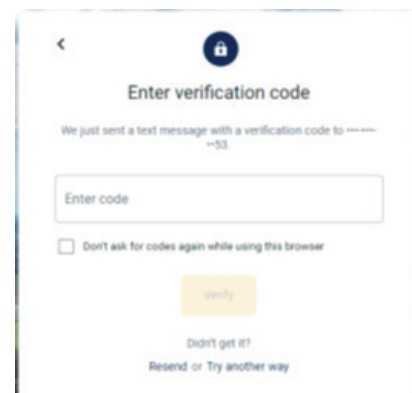 Enter verification code
We just sent a text message with a verification code to -------
--53.
Enter code
Don't ask for codes again while using this browser
Verify
Didn't get it?
Resend or Try another way